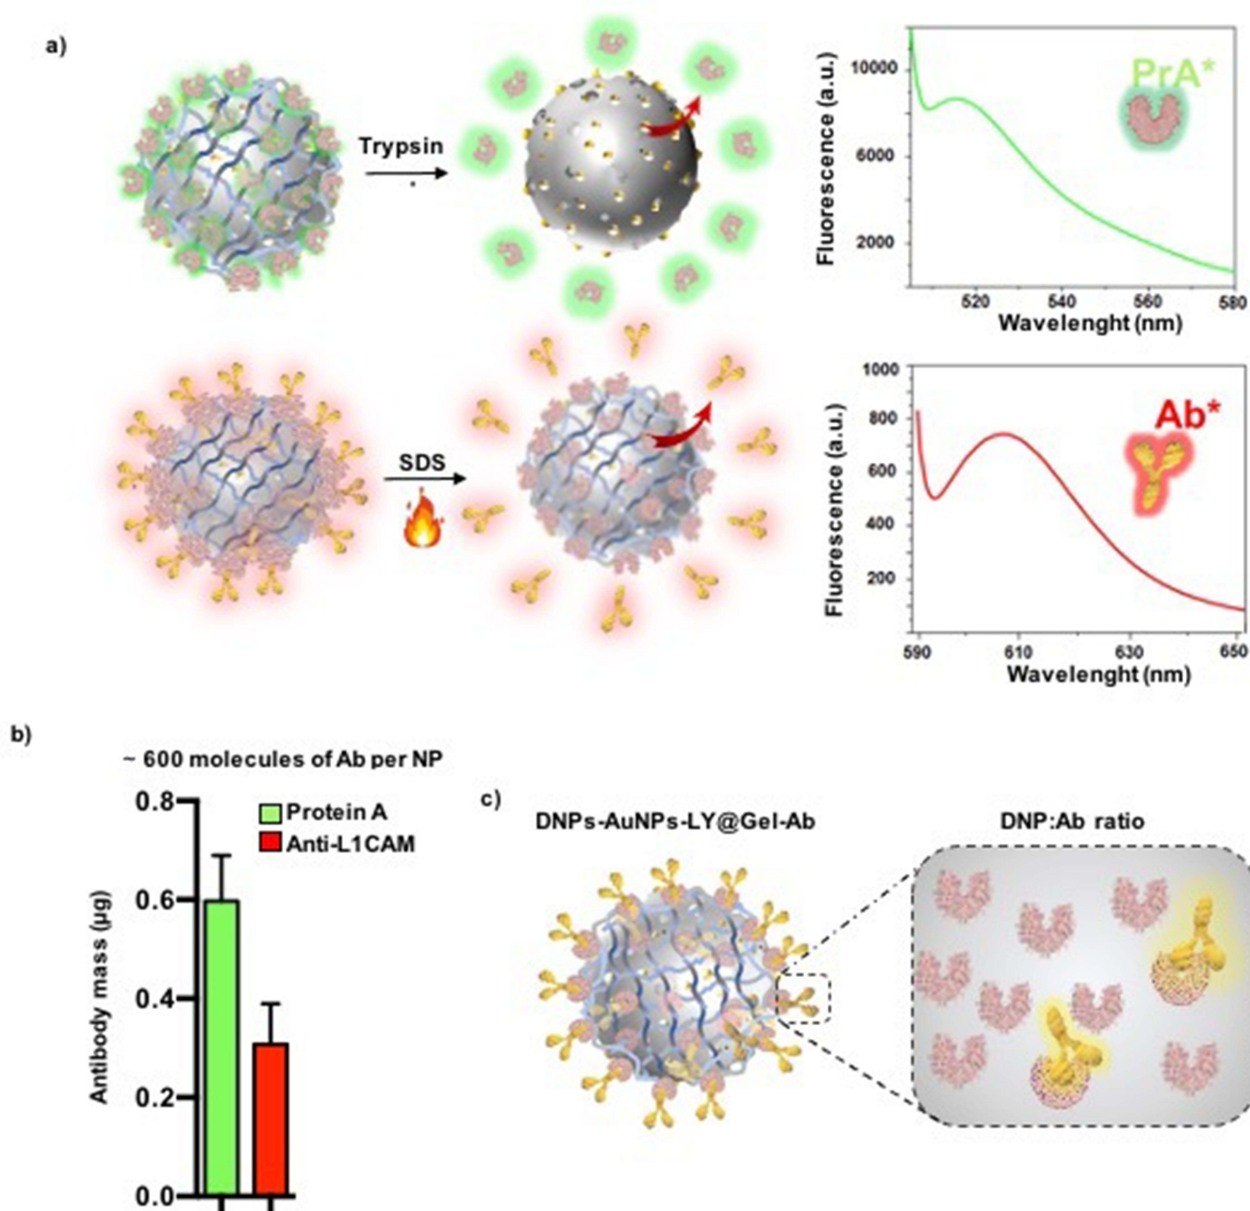 a)
Trypsin
Fluorescence (a.u.)
10000
6000
2000
PrA*
520 540 560 580
Wavelenght (nm)
SDS
Fluorescence (a.u.)
1000
800
600
400
200
Ab*
590 610 630 650
Wavelenght (nm)
b)
~ 600 molecules of Ab per NP
Antibody mass (µg)
0.8
0.6
0.4
0.2
0.0
Protein A
Anti-L1CAM
c)
DNPs-AuNPs-LY@Gel-Ab
DNP:Ab ratio